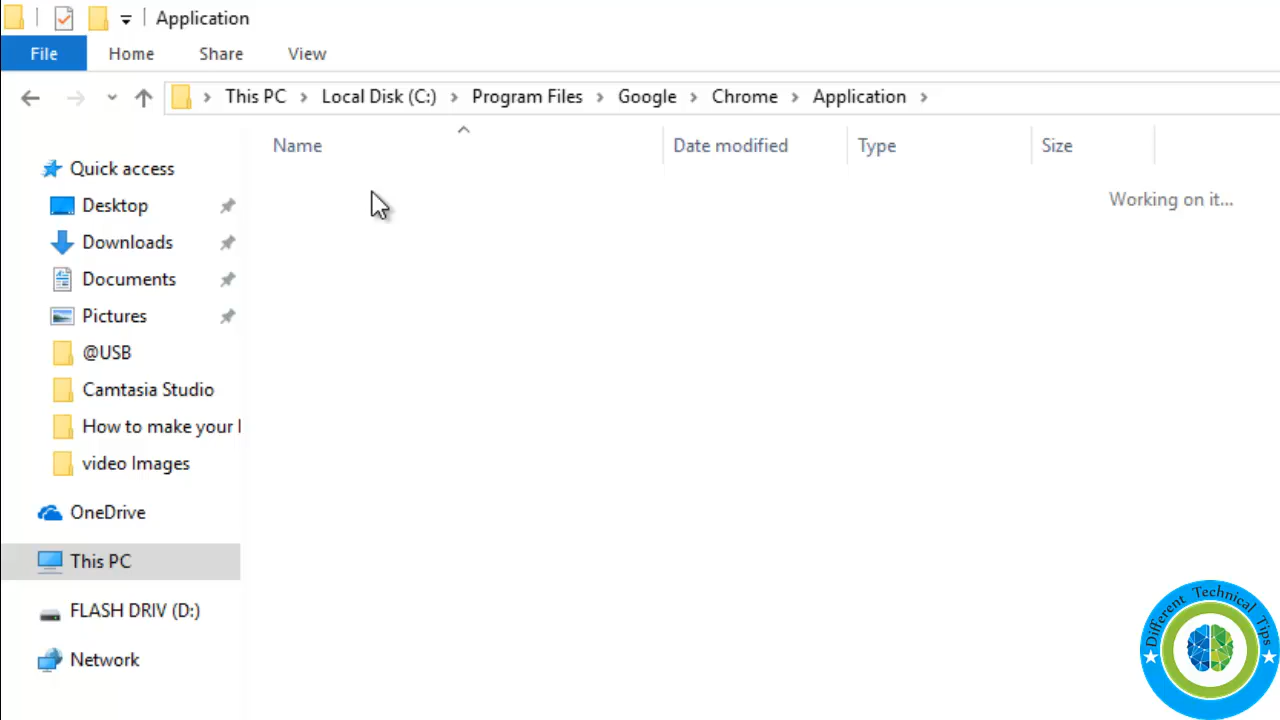 Application
File Home Share View
This PC Local Disk (C:) Program Files Google Chrome Application
Name Date modified Type Size
Working on it...
Quick access
Desktop
Downloads
Documents
Pictures
@USB
Camtasia Studio
How to make your l
video Images
OneDrive
This PC
FLASH DRIV (D:)
Network
Different Technical Tips